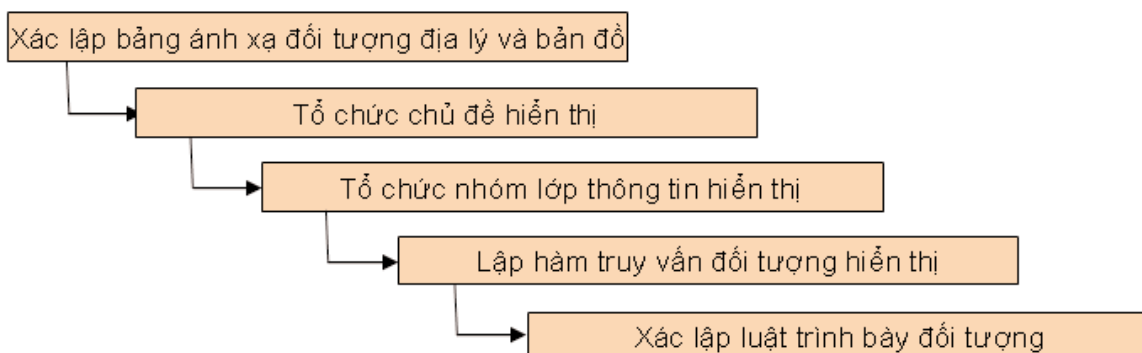 Xác lập bảng ánh xạ đối tượng địa lý và bản đồ
Tổ chức chủ đề hiển thị
Tổ chức nhóm lớp thông tin hiển thị
Lập hàm truy vấn đối tượng hiển thị
Xác lập luật trình bày đối tượng